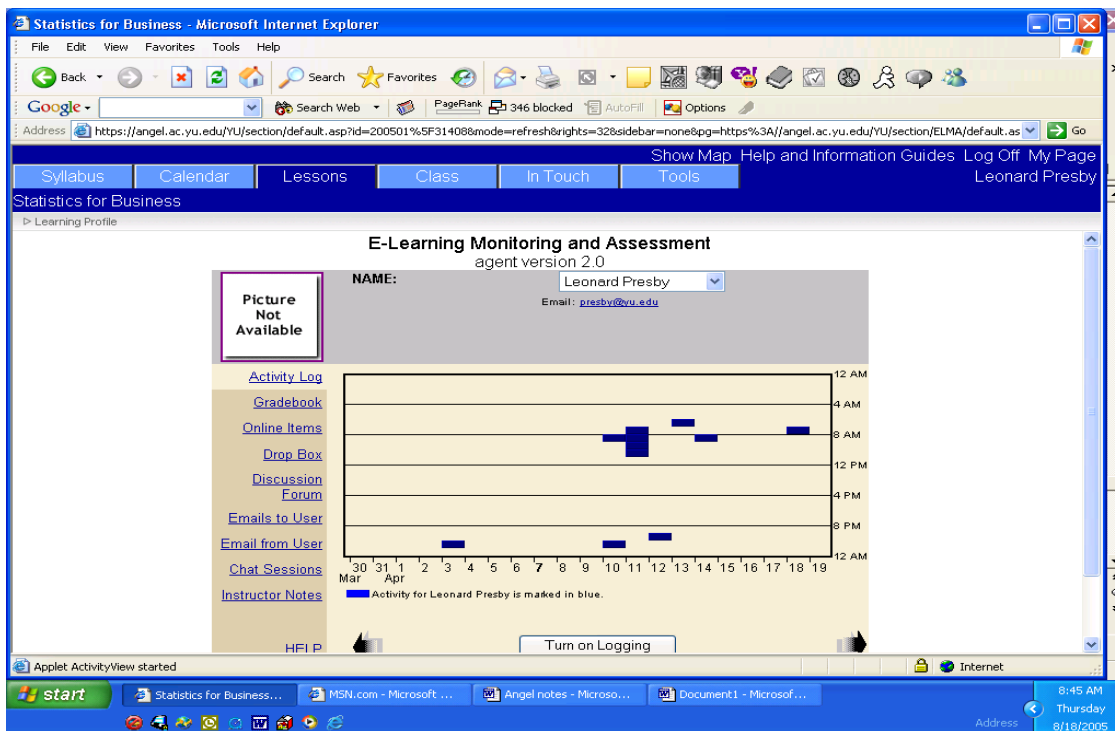 Statistics for Business - Microsoft Internet Explorer
File Edit View Favorites Tools Help
Back Search Favorites
Google Search Web PageRank 346 blocked AutoFill Options
Address https://angel.ac.yu.edu/YU/section/default.asp?id=200501%5F31408&mode=refresh&rights=32&sidebar=none&pg=https%3A//angel.ac.yu.edu/YU/section/ELMA/default.as Go
Show Map Help and Information Guides Log Off My Page
Syllabus Calendar Lessons Class In Touch Tools Leonard Presby
Statistics for Business
Learning Profile
E-Learning Monitoring and Assessment
agent version 2.0
NAME: Leonard Presby
Email: presby@yu.edu
Picture
Not
Available
Activity Log
Gradebook
Online Items
Drop Box
Discussion
Forum
Emails to User
Email from User
Chat Sessions
Instructor Notes
HELP
12 AM
4 AM
8 AM
12 PM
4 PM
8 PM
12 AM
30 31 1 2 3 4 5 6 7 8 9 10 11 12 13 14 15 16 17 18 19
Mar Apr
Activity for Leonard Presby is marked in blue.
Turn on Logging
Applet ActivityView started Internet
start Statistics for Business... MSN.com - Microsoft ... Angel notes - Microso... Document1 - Microsof... 8:45 AM
Thursday
Address 8/18/2005